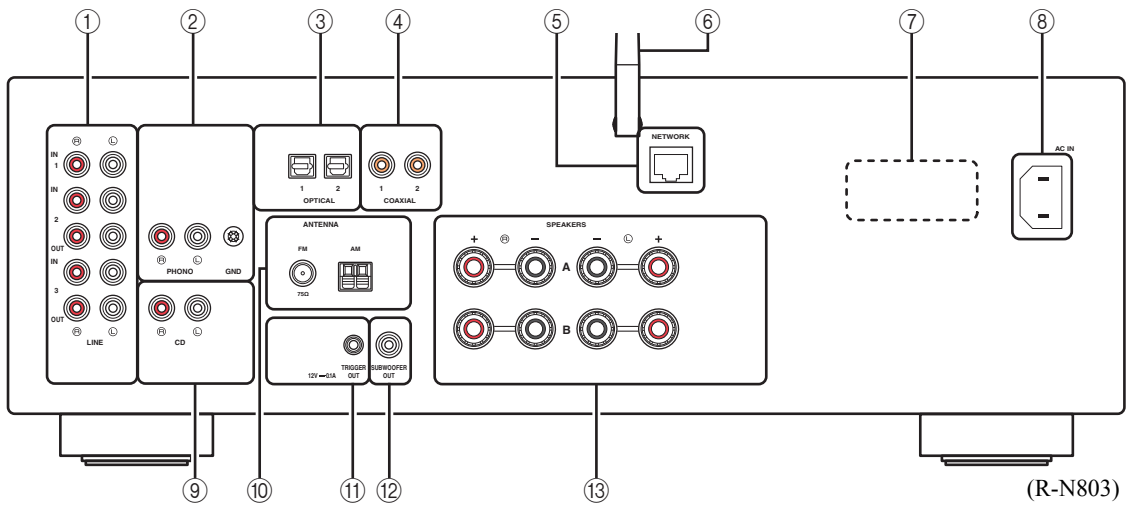 ① ② ③ ④ ⑤ ⑥ ⑦ ⑧
NETWORK
AC IN
Ⓡ Ⓛ
IN
1
IN
2
OUT
IN
3
OUT
Ⓡ Ⓛ
LINE
Ⓡ Ⓛ
PHONO GND
Ⓡ Ⓛ
CD
1 2
OPTICAL
1 2
COAXIAL
ANTENNA
FM AM
75Ω
12V ⎓ 0.1A
TRIGGER
OUT
SUBWOOFER
OUT
SPEAKERS
+ Ⓡ − − Ⓛ +
A
B
⑨ ⑩ ⑪ ⑫ ⑬
(R-N803)